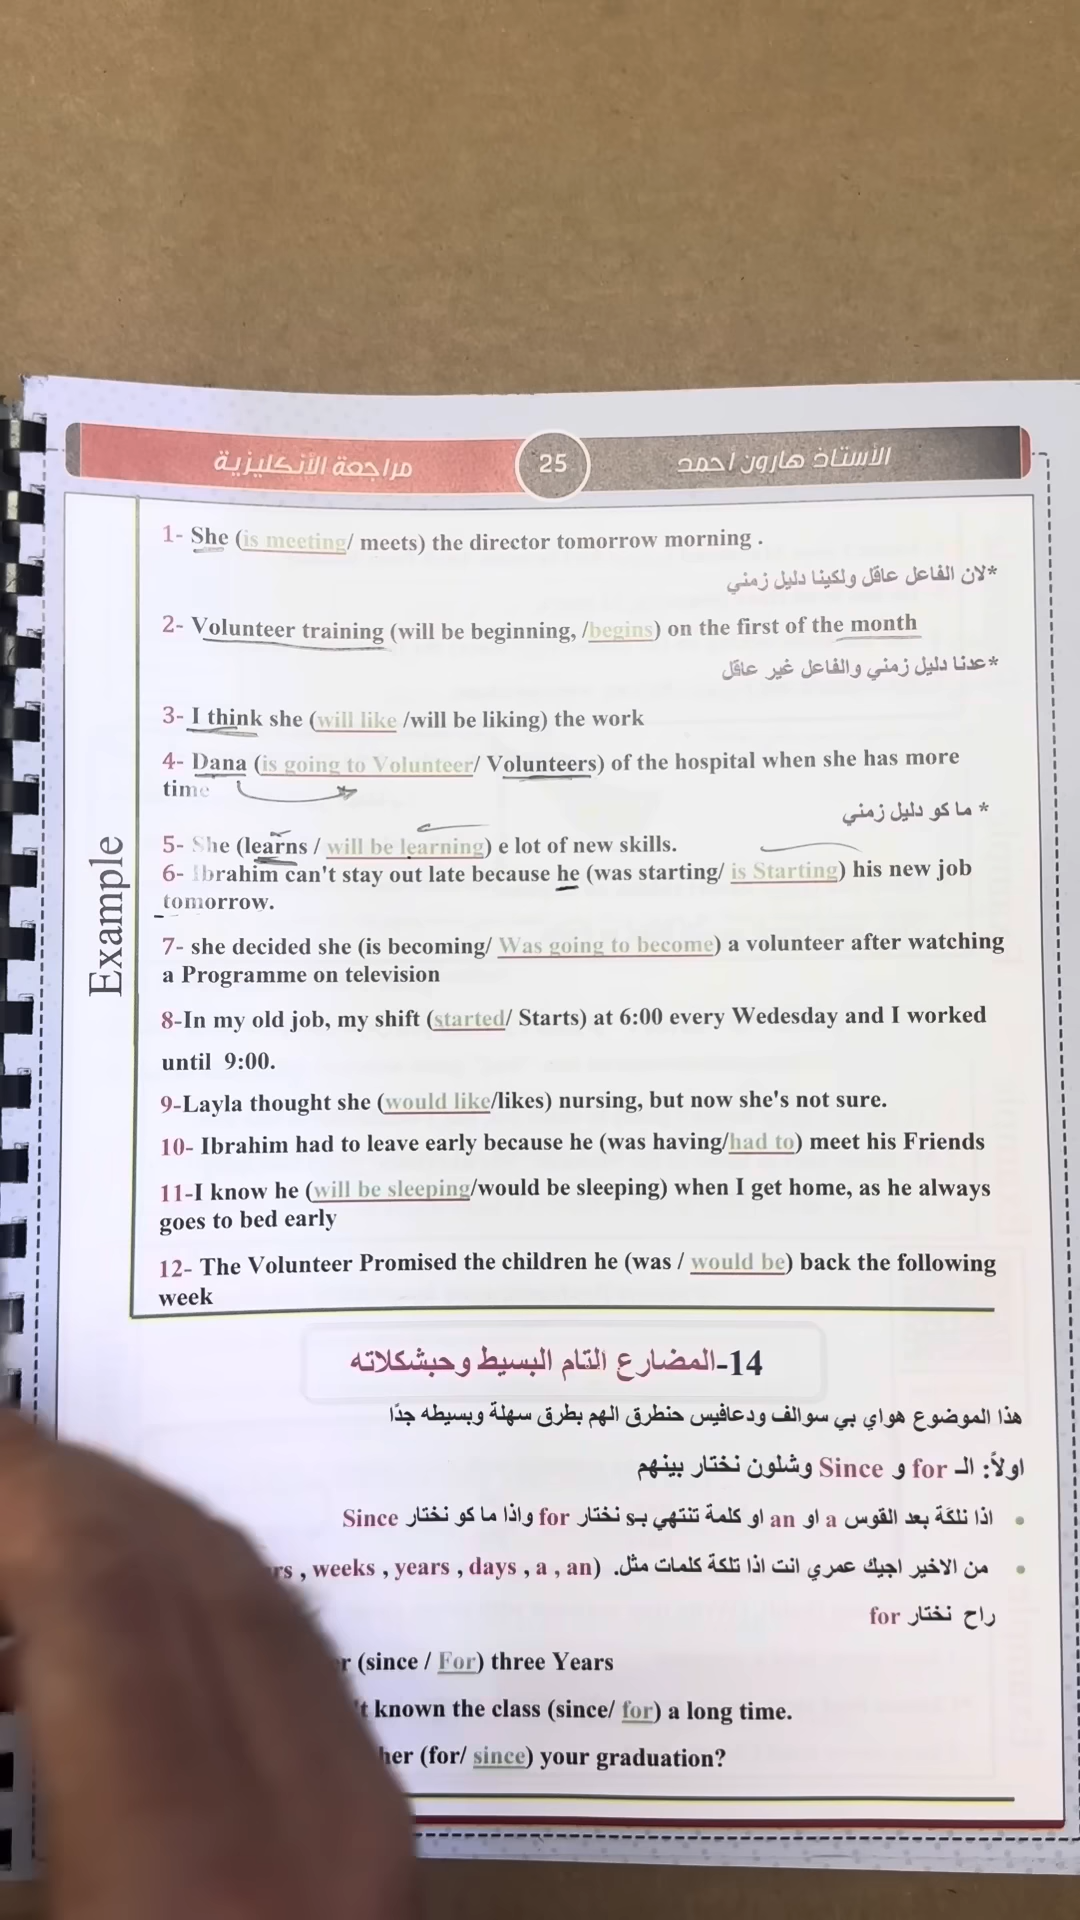 مراجعة الأنكليزية 25 الأستاذ هارون احمد
1- She (is meeting/ meets) the director tomorrow morning .
*لان الفاعل عاقل ولكينا دليل زمني
2- Volunteer training (will be beginning, /begins) on the first of the month
*عدنا دليل زمني والفاعل غير عاقل
3- I think she (will like /will be liking) the work
4- Dana (is going to Volunteer/ Volunteers) of the hospital when she has more
time
* ما كو دليل زمني
Example
5- She (learns / will be learning) e lot of new skills.
6- Ibrahim can't stay out late because he (was starting/ is Starting) his new job
tomorrow.
7- she decided she (is becoming/ Was going to become) a volunteer after watching
a Programme on television
8-In my old job, my shift (started/ Starts) at 6:00 every Wedesday and I worked
until 9:00.
9-Layla thought she (would like/likes) nursing, but now she's not sure.
10- Ibrahim had to leave early because he (was having/had to) meet his Friends
11-I know he (will be sleeping/would be sleeping) when I get home, as he always
goes to bed early
12- The Volunteer Promised the children he (was / would be) back the following
week
14-المضارع التام البسيط وحبشكلاته
هذا الموضوع هواي بي سوالف ودعافيس حنطرق الهم بطرق سهلة وبسيطه جدًا
اولاً: الـ for و Since وشلون نختار بينهم
اذا نلكَة بعد القوس a او an او كلمة تنتهي بـs نختار for واذا ما كو نختار Since
من الاخير اجيك عمري انت اذا تلكة كلمات مثل. (an , a , days , years , weeks ,
راح نختار for
(since / For) three Years
known the class (since/ for) a long time.
(for/ since) your graduation?